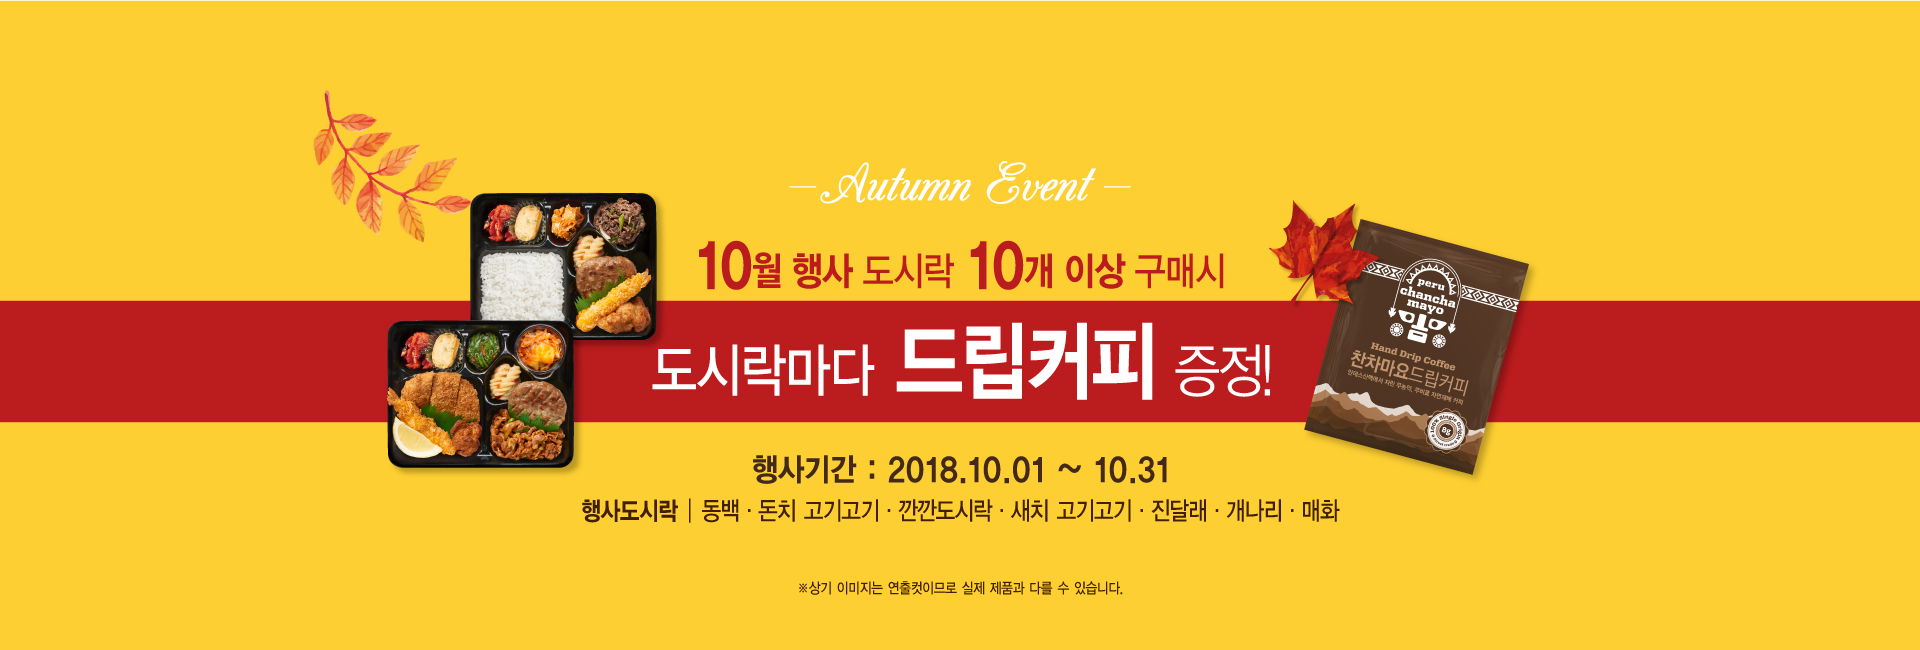 Autumn Event
10월 행사 도시락 10개 이상 구매시
도시락마다 드립커피 증정!
행사기간 : 2018.10.01 ~ 10.31
행사도시락 | 동백 · 돈치 고기고기 · 깐깐도시락 · 새치 고기고기 · 진달래 · 개나리 · 매화
※상기 이미지는 연출컷이므로 실제 제품과 다를 수 있습니다.
peru
chancha
mayo
Hand Drip Coffee
찬차마요드립커피
100% single origin
8g